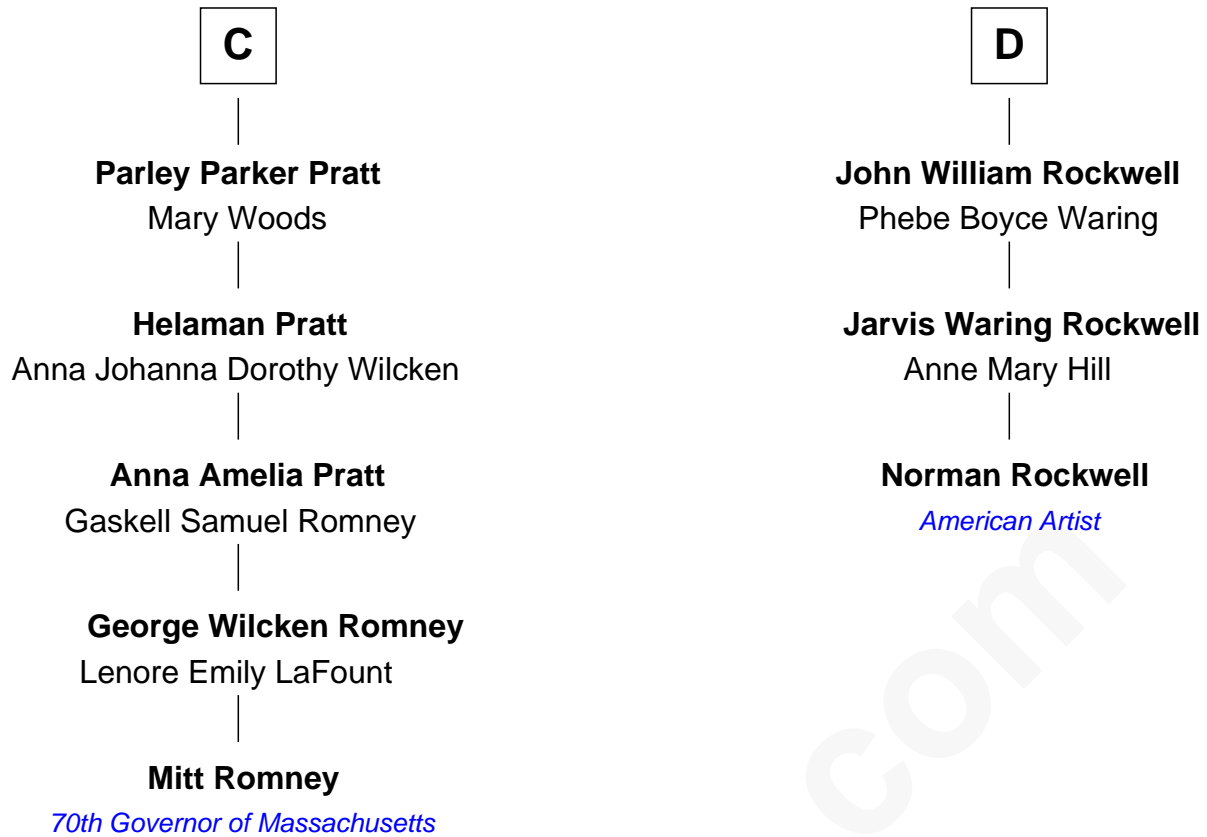 C
Parley Parker Pratt
Mary Woods
Helaman Pratt
Anna Johanna Dorothy Wilcken
Anna Amelia Pratt
Gaskell Samuel Romney
George Wilcken Romney
Lenore Emily LaFount
Mitt Romney
70th Governor of Massachusetts
D
John William Rockwell
Phebe Boyce Waring
Jarvis Waring Rockwell
Anne Mary Hill
Norman Rockwell
American Artist
com